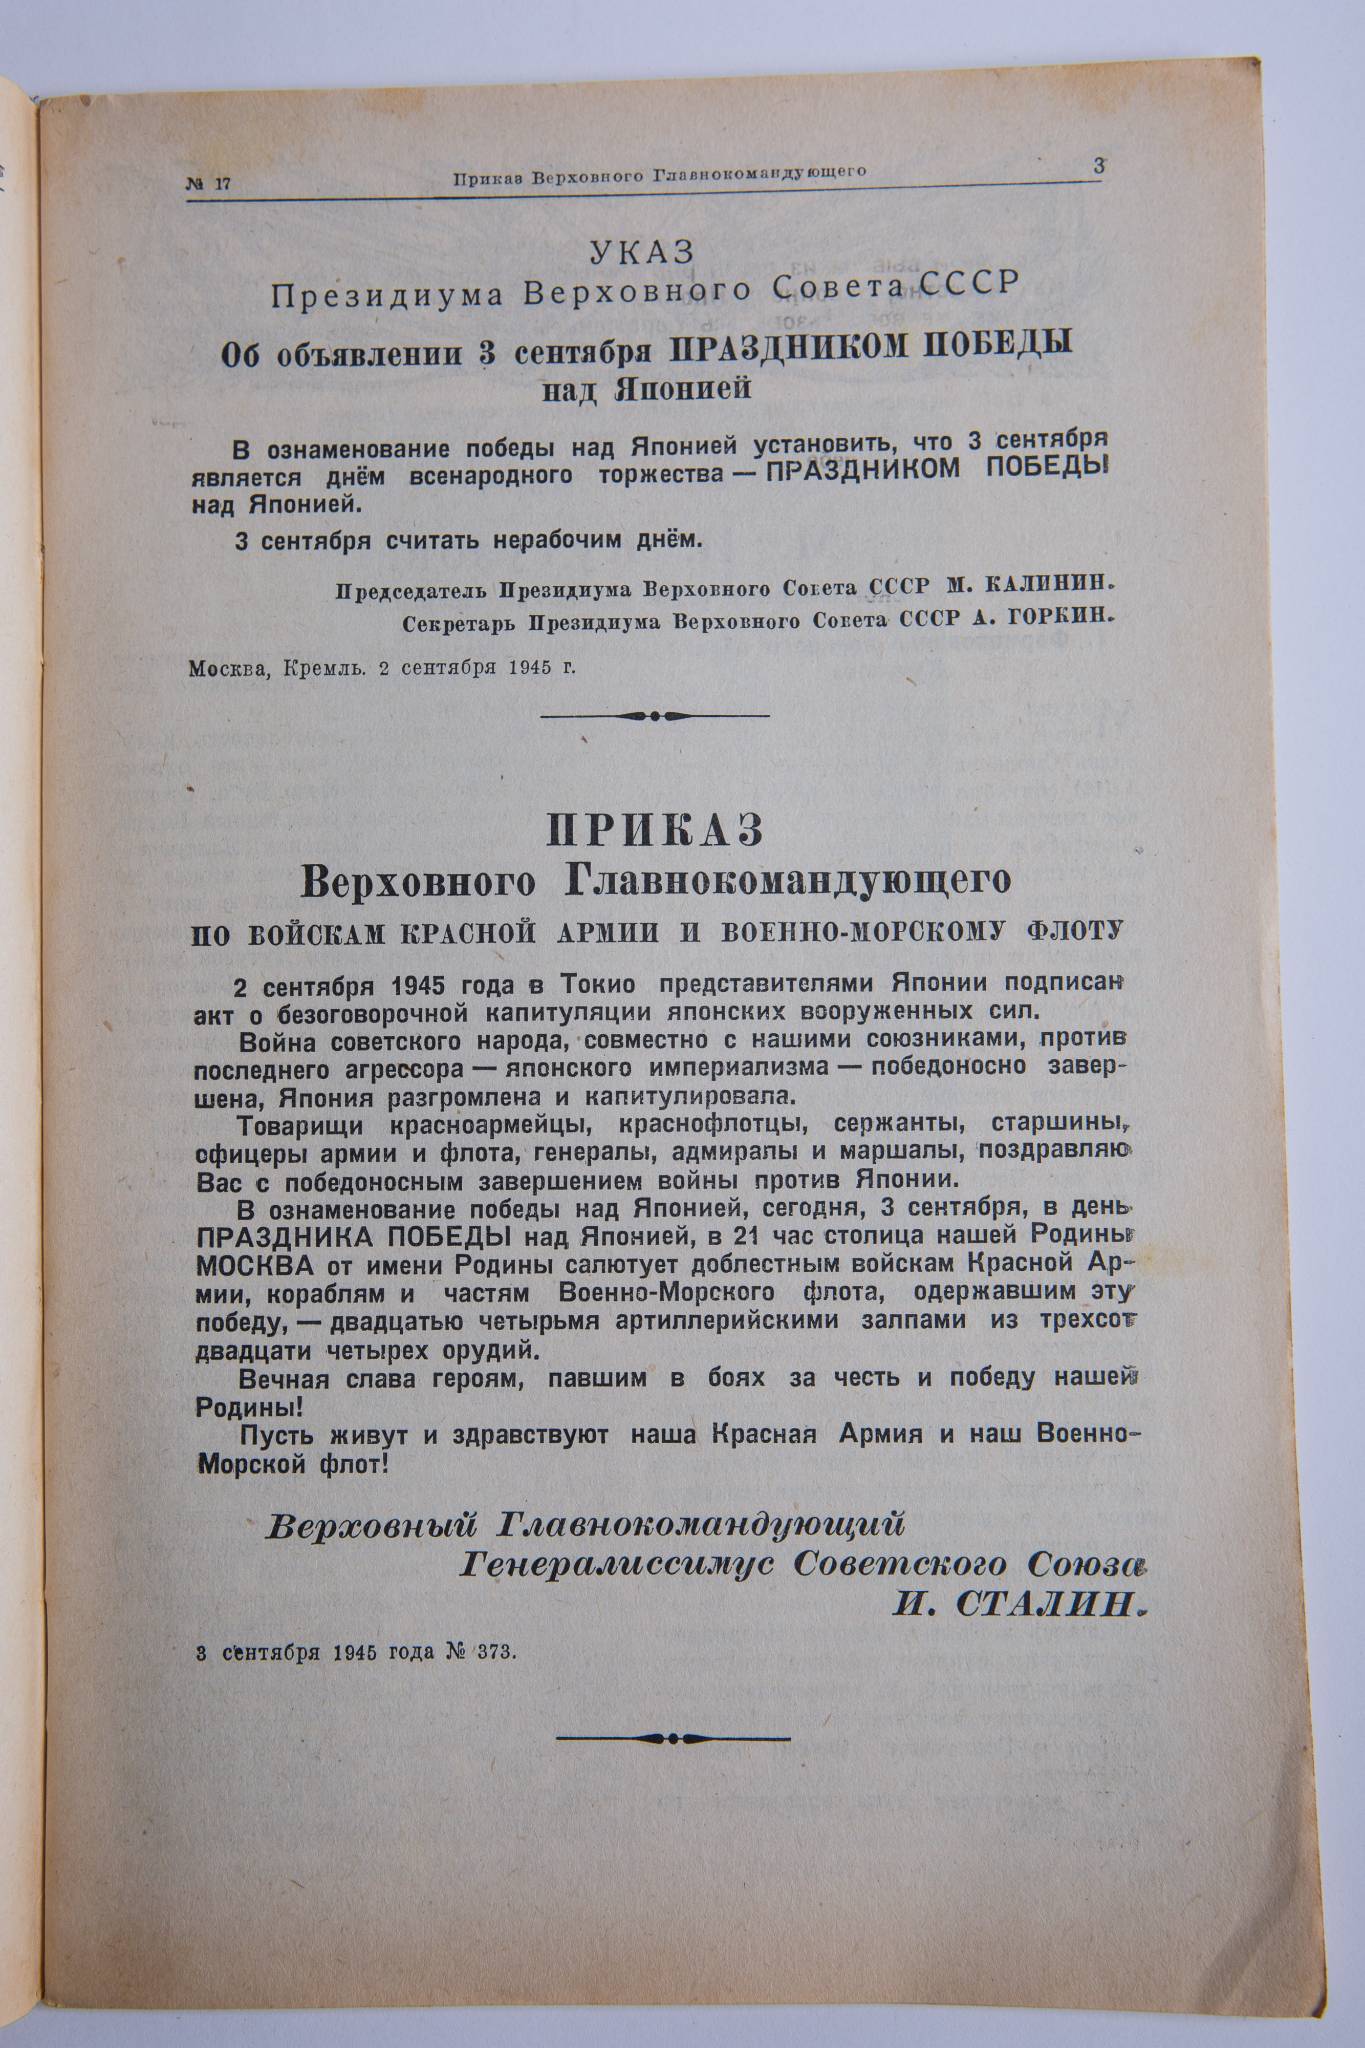 № 17
Приказ Верховного Главнокомандующего
3
УКАЗ
Президиума Верховного Совета СССР
Об объявлении 3 сентября ПРАЗДНИКОМ ПОБЕДЫ
над Японией
В ознаменование победы над Японией установить, что 3 сентября
является днём всенародного торжества — ПРАЗДНИКОМ ПОБЕДЫ
над Японией.
3 сентября считать нерабочим днём.
Председатель Президиума Верховного Совета СССР М. КАЛИНИН.
Секретарь Президиума Верховного Совета СССР А. ГОРКИН.
Москва, Кремль. 2 сентября 1945 г.
ПРИКАЗ
Верховного Главнокомандующего
ПО ВОЙСКАМ КРАСНОЙ АРМИИ И ВОЕННО-МОРСКОМУ ФЛОТУ
2 сентября 1945 года в Токио представителями Японии подписан
акт о безоговорочной капитуляции японских вооруженных сил.
Война советского народа, совместно с нашими союзниками, против
последнего агрессора — японского империализма — победоносно завер-
шена, Япония разгромлена и капитулировала.
Товарищи красноармейцы, краснофлотцы, сержанты, старшины,
офицеры армии и флота, генералы, адмиралы и маршалы, поздравляю
Вас с победоносным завершением войны против Японии.
В ознаменование победы над Японией, сегодня, 3 сентября, в день
ПРАЗДНИКА ПОБЕДЫ над Японией, в 21 час столица нашей Родины
МОСКВА от имени Родины салютует доблестным войскам Красной Ар-
мии, кораблям и частям Военно-Морского флота, одержавшим эту
победу, — двадцатью четырьмя артиллерийскими залпами из трехсот
двадцати четырех орудий.
Вечная слава героям, павшим в боях за честь и победу нашей
Родины!
Пусть живут и здравствуют наша Красная Армия и наш Военно-
Морской флот!
Верховный Главнокомандующий
Генералиссимус Советского Союза
И. СТАЛИН.
3 сентября 1945 года № 373.